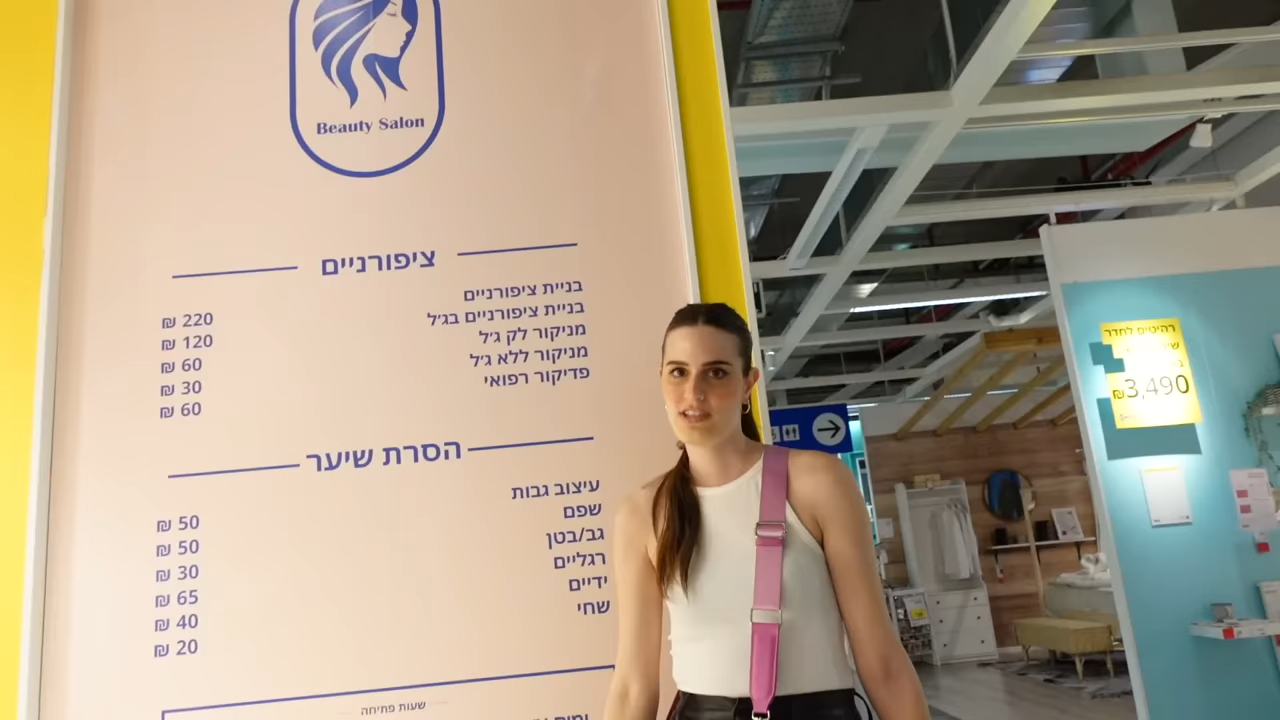 Beauty Salon
ציפורניים
בניית ציפורניים
בניית ציפורניים בג׳ל
מניקור לק ג׳ל
מניקור ללא ג׳ל
פדיקור רפואי
220 ₪
120 ₪
60 ₪
30 ₪
60 ₪
הסרת שיער
עיצוב גבות
שפם
גב/בטן
רגליים
ידיים
שחי
50 ₪
50 ₪
30 ₪
65 ₪
40 ₪
20 ₪
שעות פתיחה
רהיטים לחדר
₪3,490